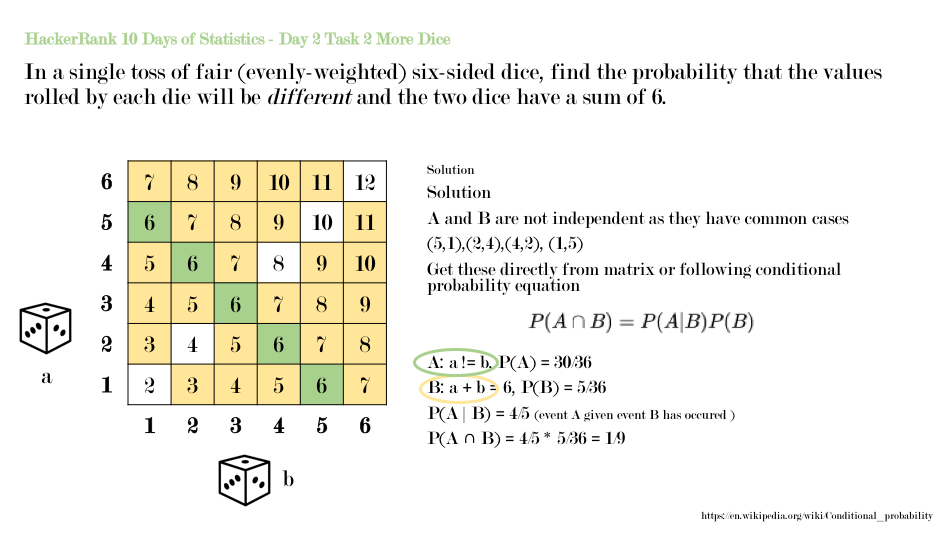 HackerRank 10 Days of Statistics - Day 2 Task 2 More Dice
In a single toss of fair (evenly-weighted) six-sided dice, find the probability that the values
rolled by each die will be different and the two dice have a sum of 6.
6 7 8 9 10 11 12
5 6 7 8 9 10 11
4 5 6 7 8 9 10
3 4 5 6 7 8 9
2 3 4 5 6 7 8
1 2 3 4 5 6 7
1 2 3 4 5 6
a
b
Solution
Solution
A and B are not independent as they have common cases
(5,1),(2,4),(4,2), (1,5)
Get these directly from matrix or following conditional
probability equation
P(A ∩ B) = P(A|B)P(B)
A: a != b, P(A) = 30/36
B: a + b = 6, P(B) = 5/36
P(A | B) = 4/5 (event A given event B has occured )
P(A ∩ B) = 4/5 * 5/36 = 1/9
https://en.wikipedia.org/wiki/Conditional_probability